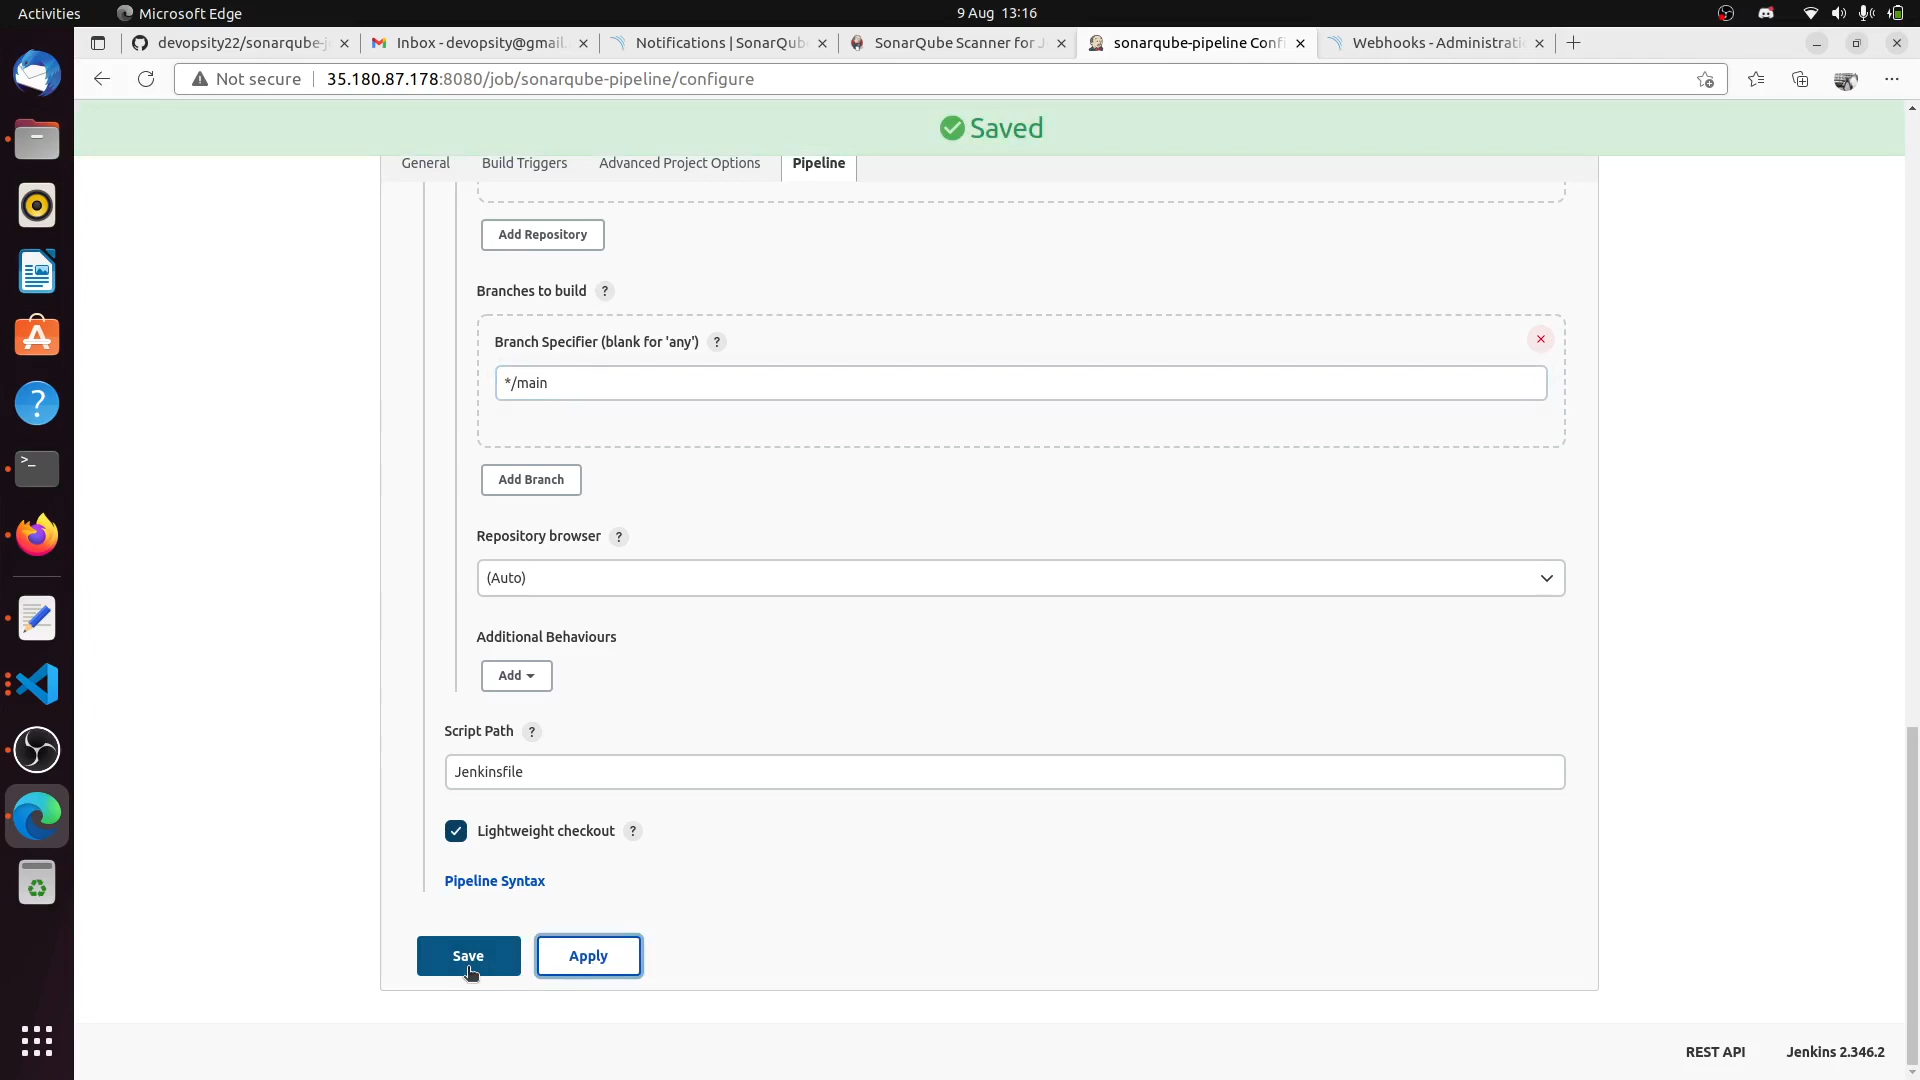 Activities
Microsoft Edge
9 Aug 13:16
devopsity22/sonarqube-j
Inbox - devopsity@gmail.
Notifications | SonarQube
SonarQube Scanner for J
sonarqube-pipeline Confi
Webhooks - Administratio
Not secure
35.180.87.178:8080/job/sonarqube-pipeline/configure
Saved
General
Build Triggers
Advanced Project Options
Pipeline
Add Repository
Branches to build ?
Branch Specifier (blank for 'any') ?
*/main
Add Branch
Repository browser ?
(Auto)
Additional Behaviours
Add
Script Path ?
Jenkinsfile
Lightweight checkout ?
Pipeline Syntax
Save
Apply
REST API
Jenkins 2.346.2